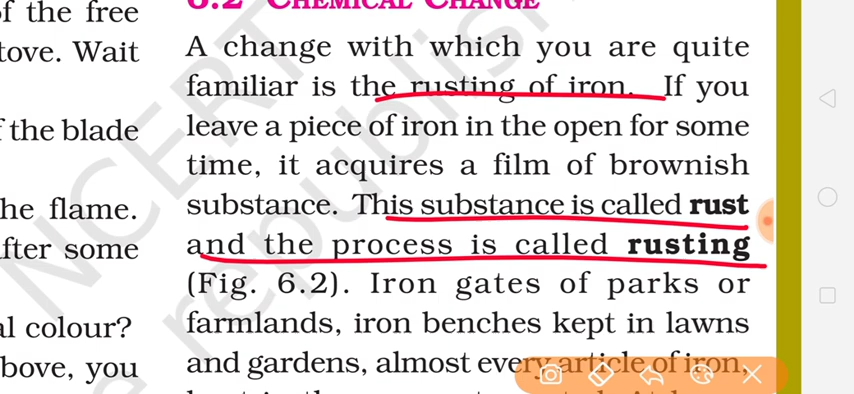 f the free
tove. Wait
f the blade
he flame.
fter some
al colour?
bove, you
6.2 CHEMICAL CHANGE
A change with which you are quite
familiar is the rusting of iron. If you
leave a piece of iron in the open for some
time, it acquires a film of brownish
substance. This substance is called rust
and the process is called rusting
(Fig. 6.2). Iron gates of parks or
farmlands, iron benches kept in lawns
and gardens, almost every article of iron,
NCERT
republish